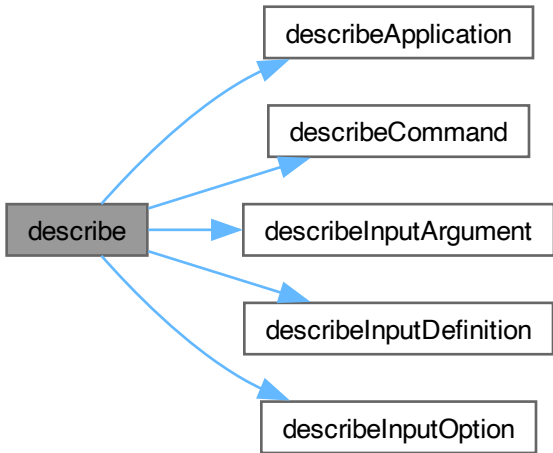 describeApplication
describeCommand
describe
describeInputArgument
describeInputDefinition
describeInputOption